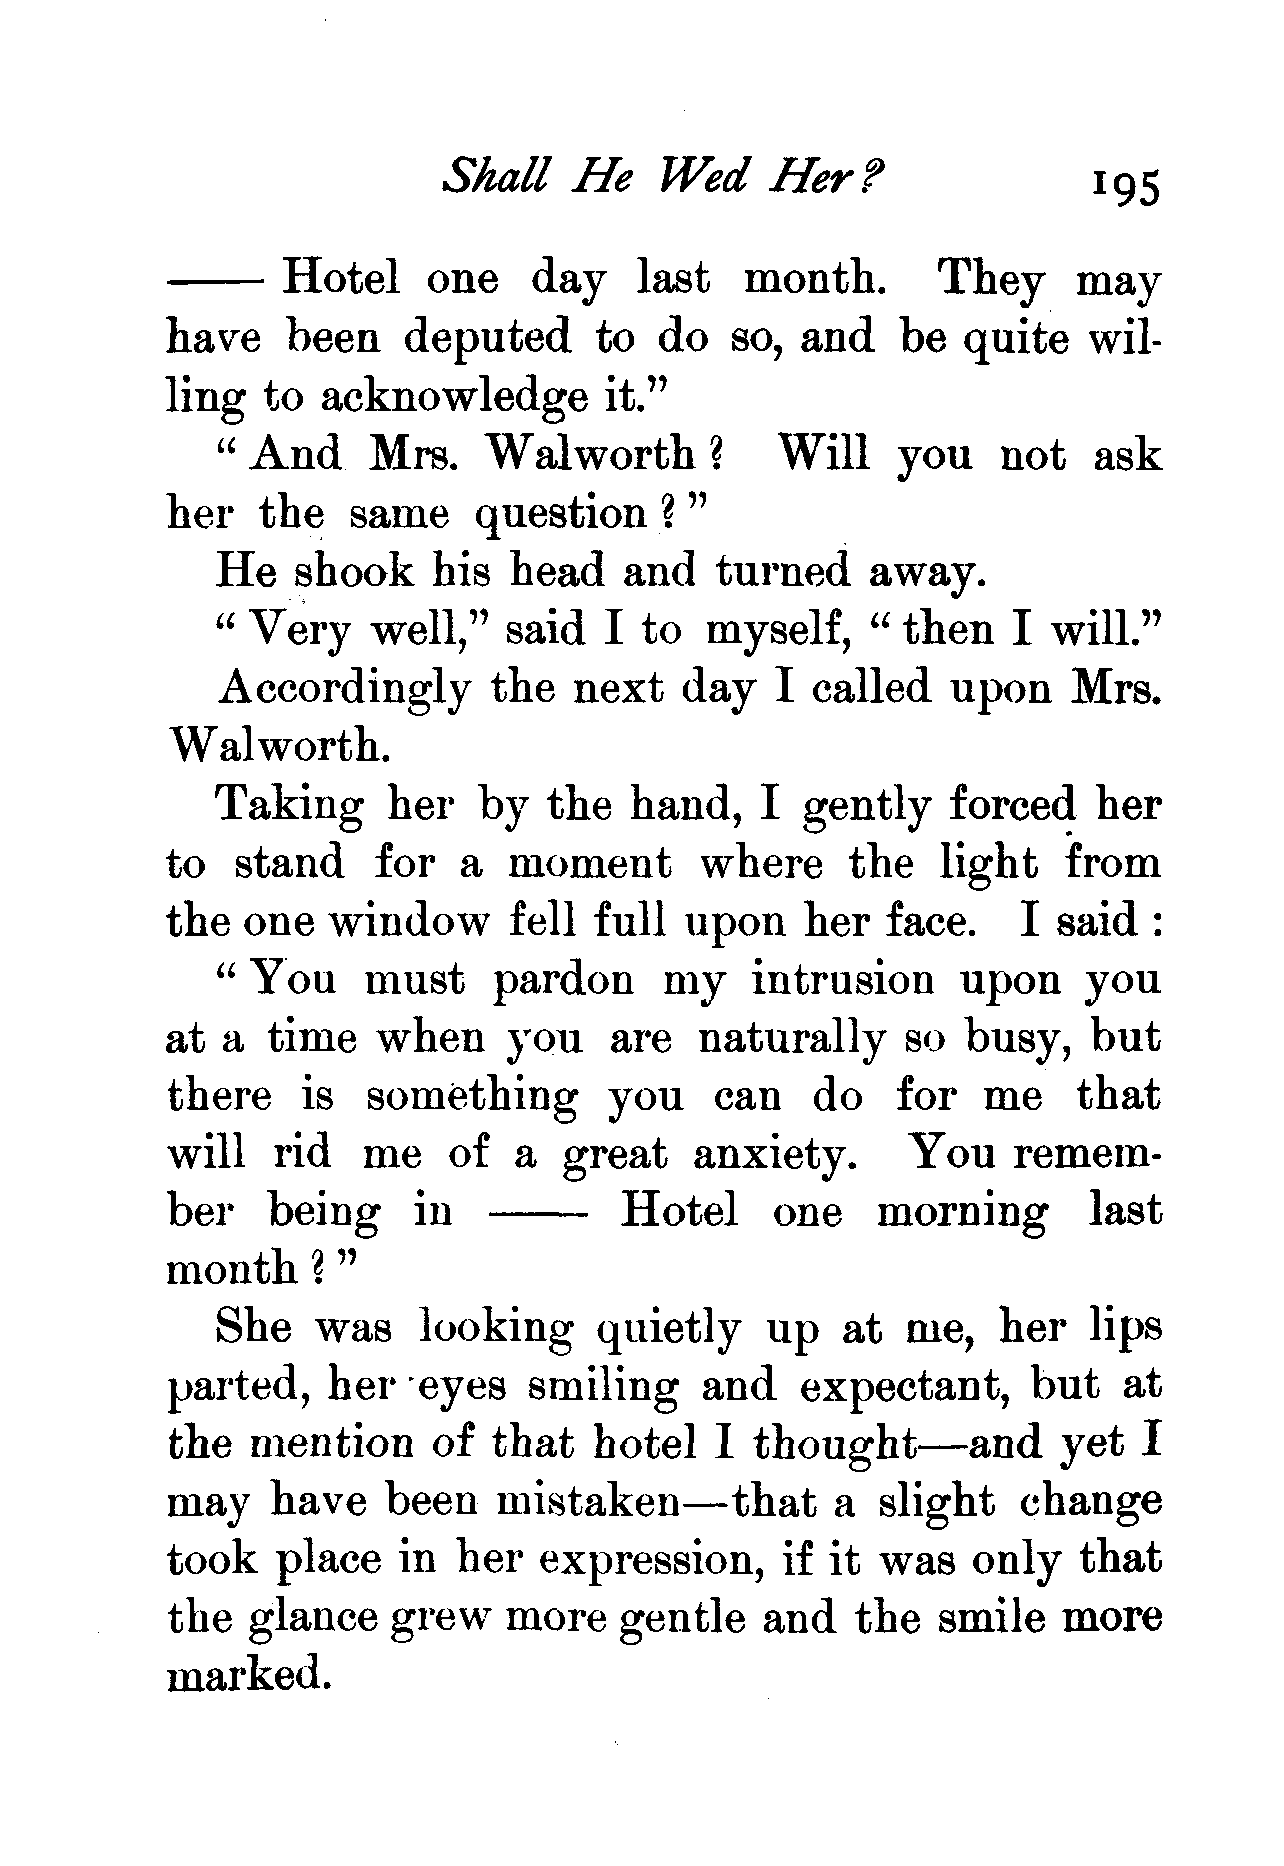 Shall He Wed Her? 195
—— Hotel one day last month. They may
have been deputed to do so, and be quite wil-
ling to acknowledge it.”
“ And Mrs. Walworth ? Will you not ask
her the same question ? ”
He shook his head and turned away.
“ Very well,” said I to myself, “ then I will.”
Accordingly the next day I called upon Mrs.
Walworth.
Taking her by the hand, I gently forced her
to stand for a moment where the light from
the one window fell full upon her face. I said :
“ You must pardon my intrusion upon you
at a time when you are naturally so busy, but
there is something you can do for me that
will rid me of a great anxiety. You remem-
ber being in —— Hotel one morning last
month ? ”
She was looking quietly up at me, her lips
parted, her eyes smiling and expectant, but at
the mention of that hotel I thought—and yet I
may have been mistaken—that a slight change
took place in her expression, if it was only that
the glance grew more gentle and the smile more
marked.